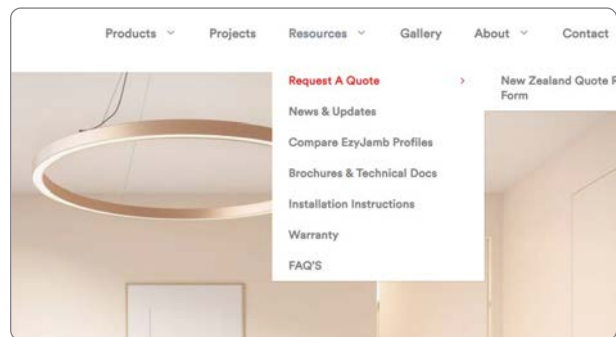 Products Projects Resources Gallery About Contact
Request A Quote
New Zealand Quote
Form
News & Updates
Compare EzyJamb Profiles
Brochures & Technical Docs
Installation Instructions
Warranty
FAQ'S